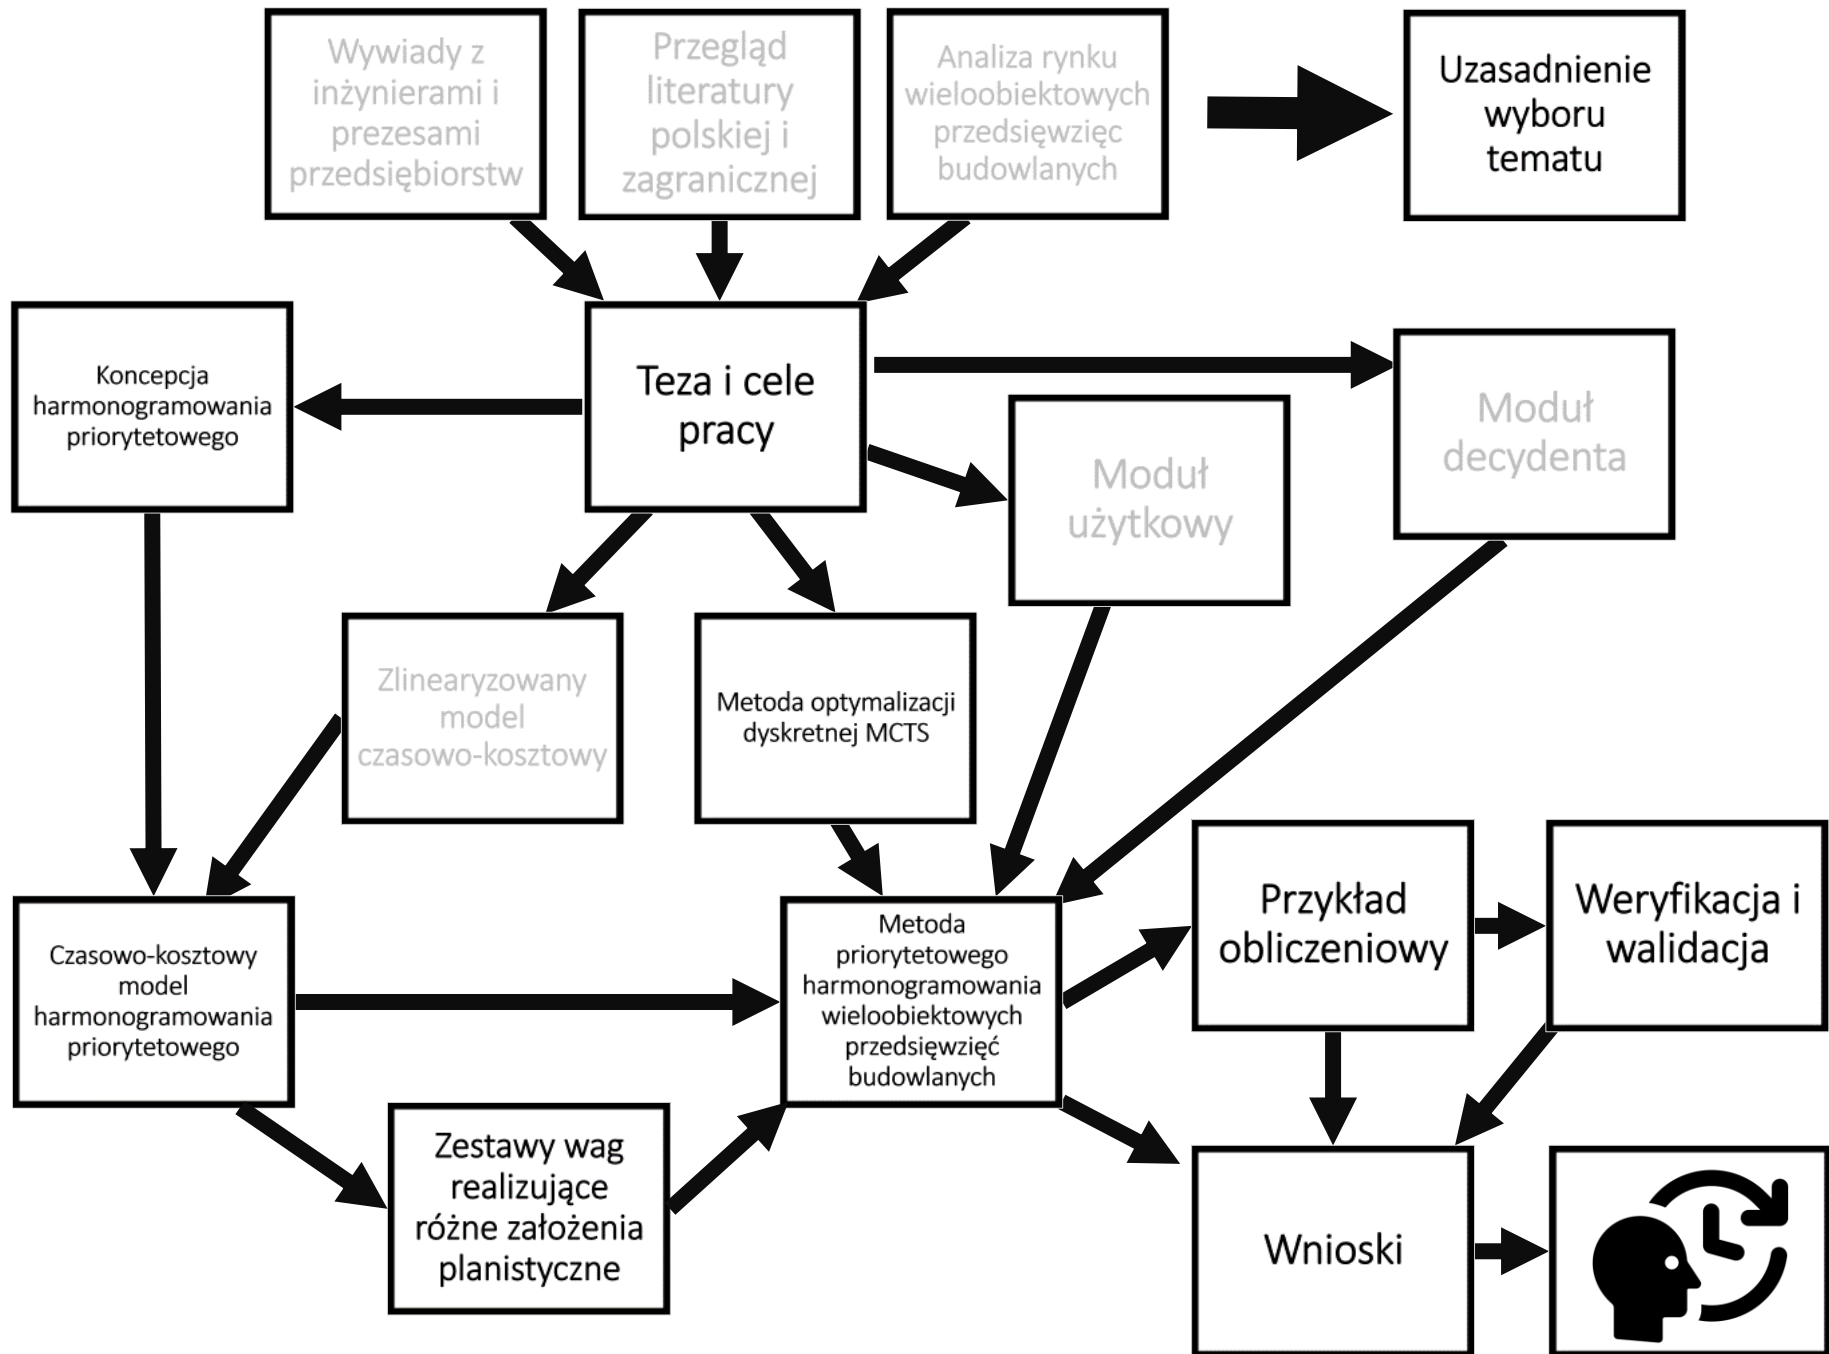 Wywiady z
inżynierami i
prezesami
przedsiębiorstw
Przegląd
literatury
polskiej i
zagranicznej
Analiza rynku
wieloobiektowych
przedsięwzięc
budowlanych
Uzasadnienie
wyboru
tematu
Koncepcja
harmonogramowania
priorytetowego
Teza i cele
pracy
Moduł
użytkowy
Moduł
decydenta
Zlinearyzowany
model
czasowo-kosztowy
Metoda optymalizacji
dyskretnej MCTS
Czasowo-kosztowy
model
harmonogramowania
priorytetowego
Metoda
priorytetowego
harmonogramowania
wieloobiektowych
przedsięwzięć
budowlanych
Przykład
obliczeniowy
Weryfikacja i
walidacja
Zestawy wag
realizujące
różne założenia
planistyczne
Wnioski